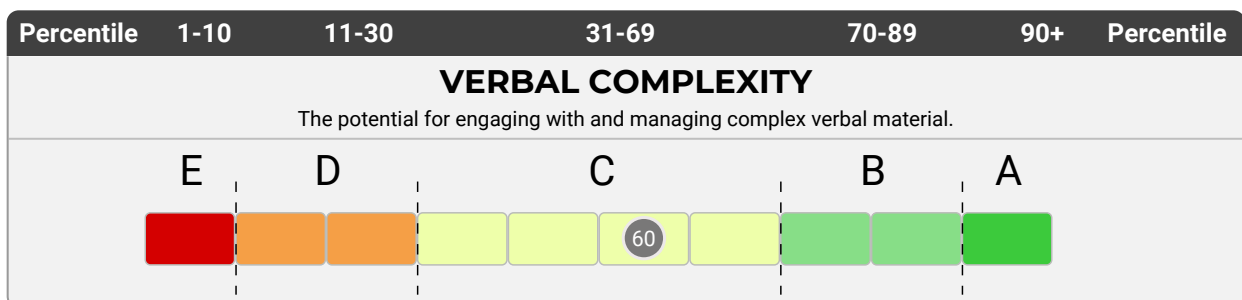 Percentile 1-10 11-30 31-69 70-89 90+ Percentile
VERBAL COMPLEXITY
The potential for engaging with and managing complex verbal material.
E D C B A
60